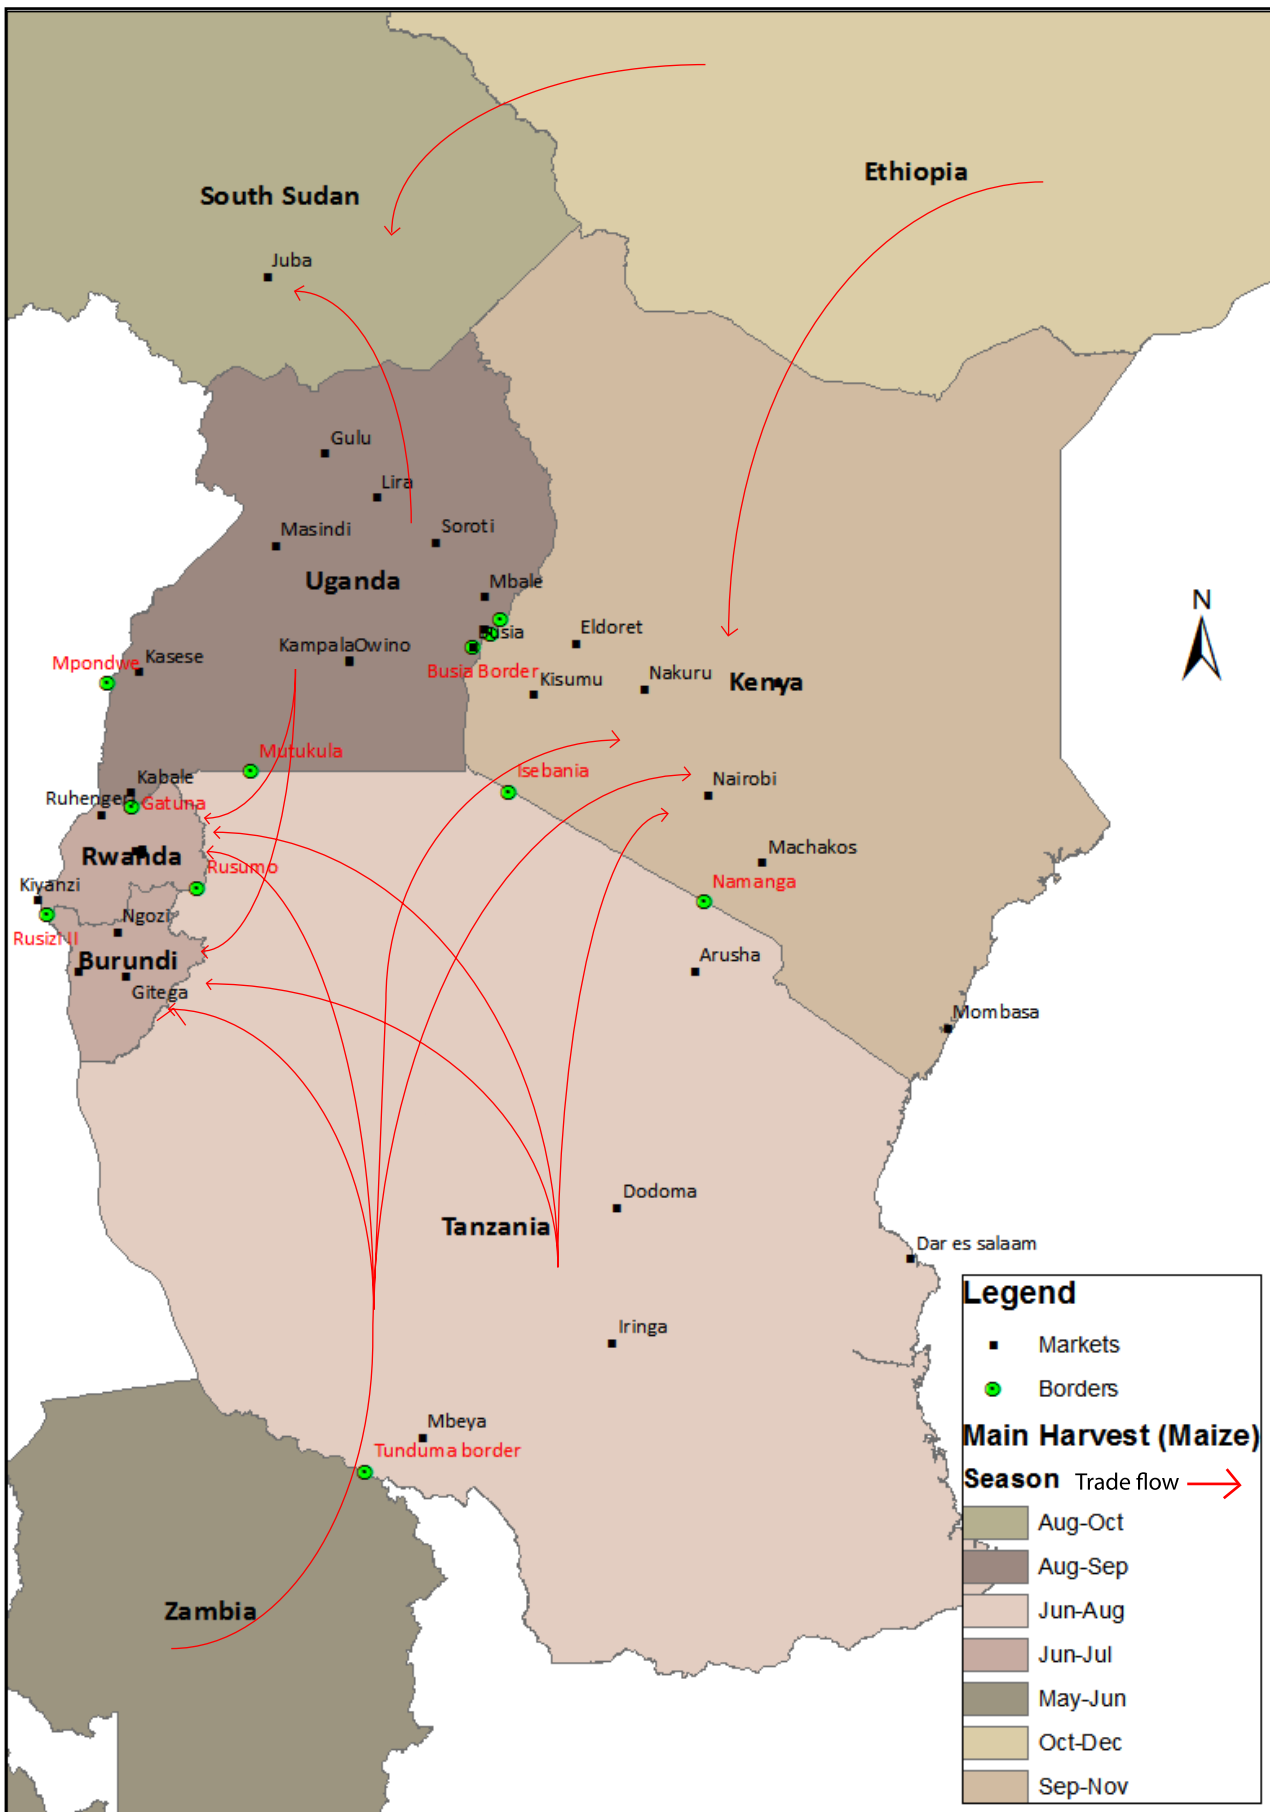 Ethiopia
South Sudan
Juba
Gulu
Lira
Masindi
Soroti
Uganda
Mbale
Busia
Eldoret
KampalaOwino
Mpondwe
Kasese
Busia Border
Kisumu
Nakuru
Kenya
N
Mutukula
Isebania
Kabale
Nairobi
Ruhengeri
Gatuna
Machakos
Rwanda
Rusumo
Kiyanzi
Namanga
Ngozi
Rusizi II
Burundi
Arusha
Gitega
Mombasa
Dodoma
Tanzania
Dar es salaam
Iringa
Mbeya
Tunduma border
Zambia
Legend
Markets
Borders
Main Harvest (Maize)
Season Trade flow
Aug-Oct
Aug-Sep
Jun-Aug
Jun-Jul
May-Jun
Oct-Dec
Sep-Nov